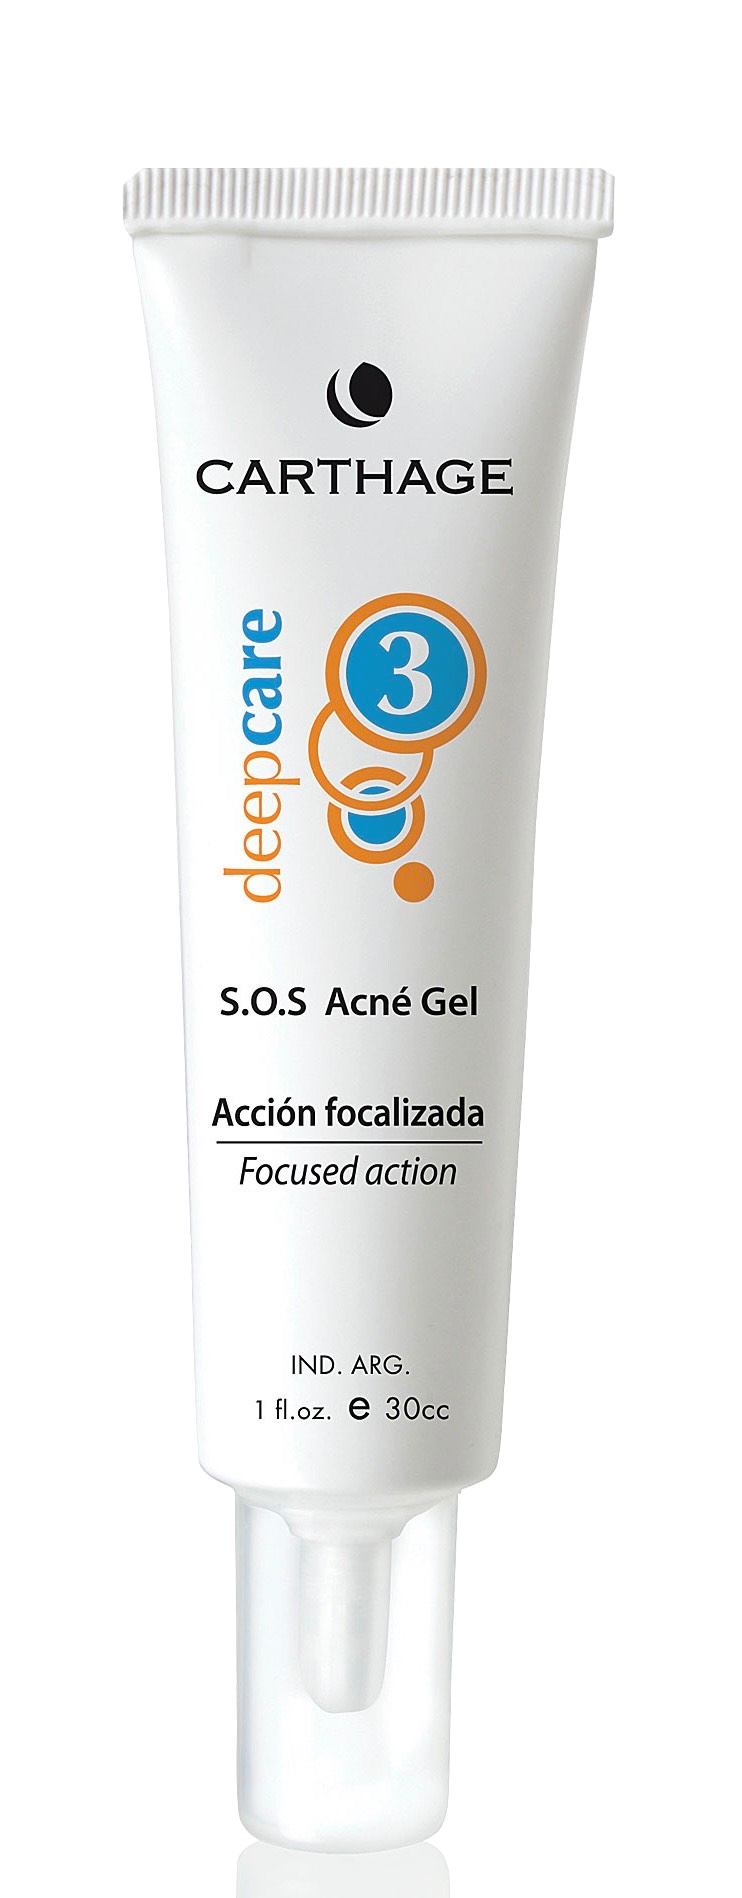 CARTHAGE
deepcare
3
S.O.S Acné Gel
Acción focalizada
Focused action
IND. ARG.
1 fl.oz. e 30cc